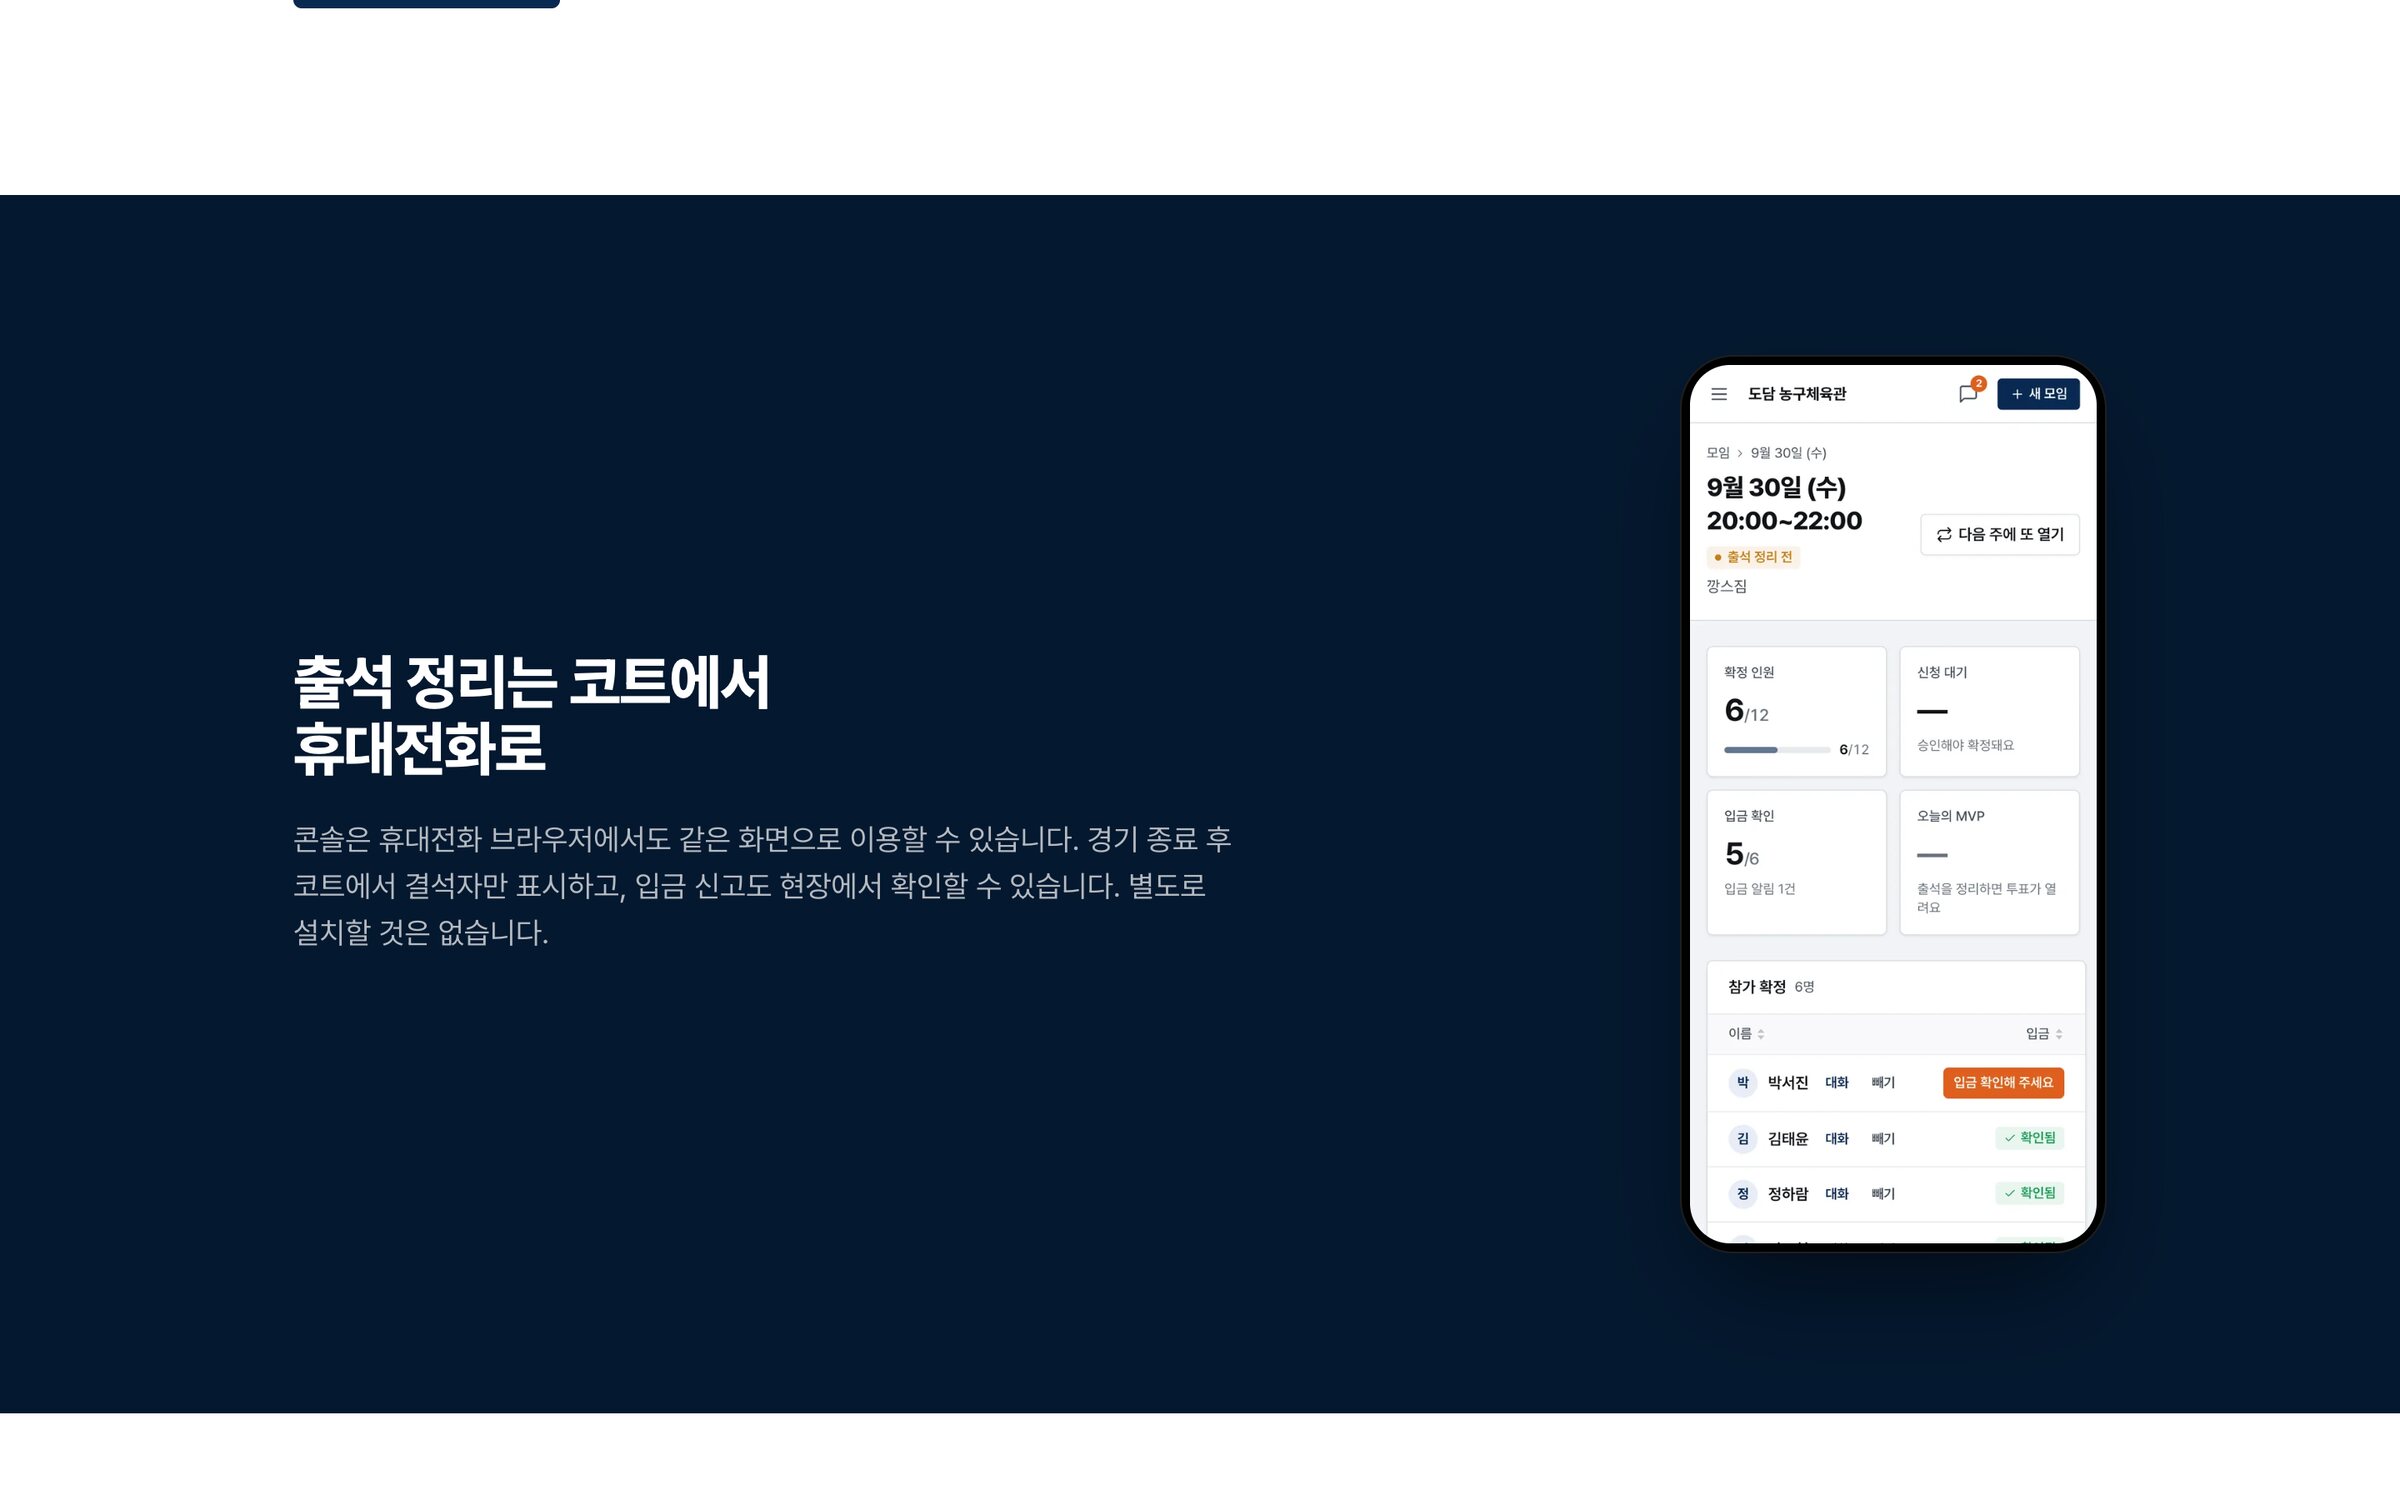 출석 정리는 코트에서
휴대전화로
콘솔은 휴대전화 브라우저에서도 같은 화면으로 이용할 수 있습니다. 경기 종료 후
코트에서 결석자만 표시하고, 입금 신고도 현장에서 확인할 수 있습니다. 별도로
설치할 것은 없습니다.
도담 농구체육관
2
+ 새 모임
모임 > 9월 30일 (수)
9월 30일 (수)
20:00~22:00
다음 주에 또 열기
출석 정리 전
깡스짐
확정 인원
6/12
6/12
신청 대기
—
승인해야 확정돼요
입금 확인
5/6
입금 알림 1건
오늘의 MVP
—
출석을 정리하면 투표가 열
려요
참가 확정 6명
이름 입금
박 박서진 대화 빼기 입금 확인해 주세요
김 김태윤 대화 빼기 확인됨
정 정하람 대화 빼기 확인됨